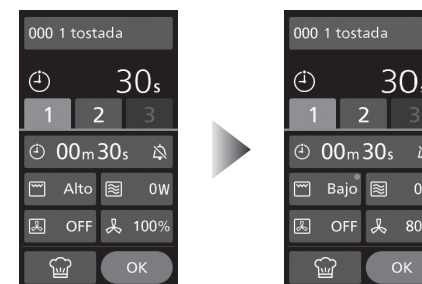 000 1 tostada
30s
1 2 3
00m30s
Alto 0W
OFF 100%
OK
000 1 tostada
30
1 2 3
00m30s
Bajo
OFF
OK